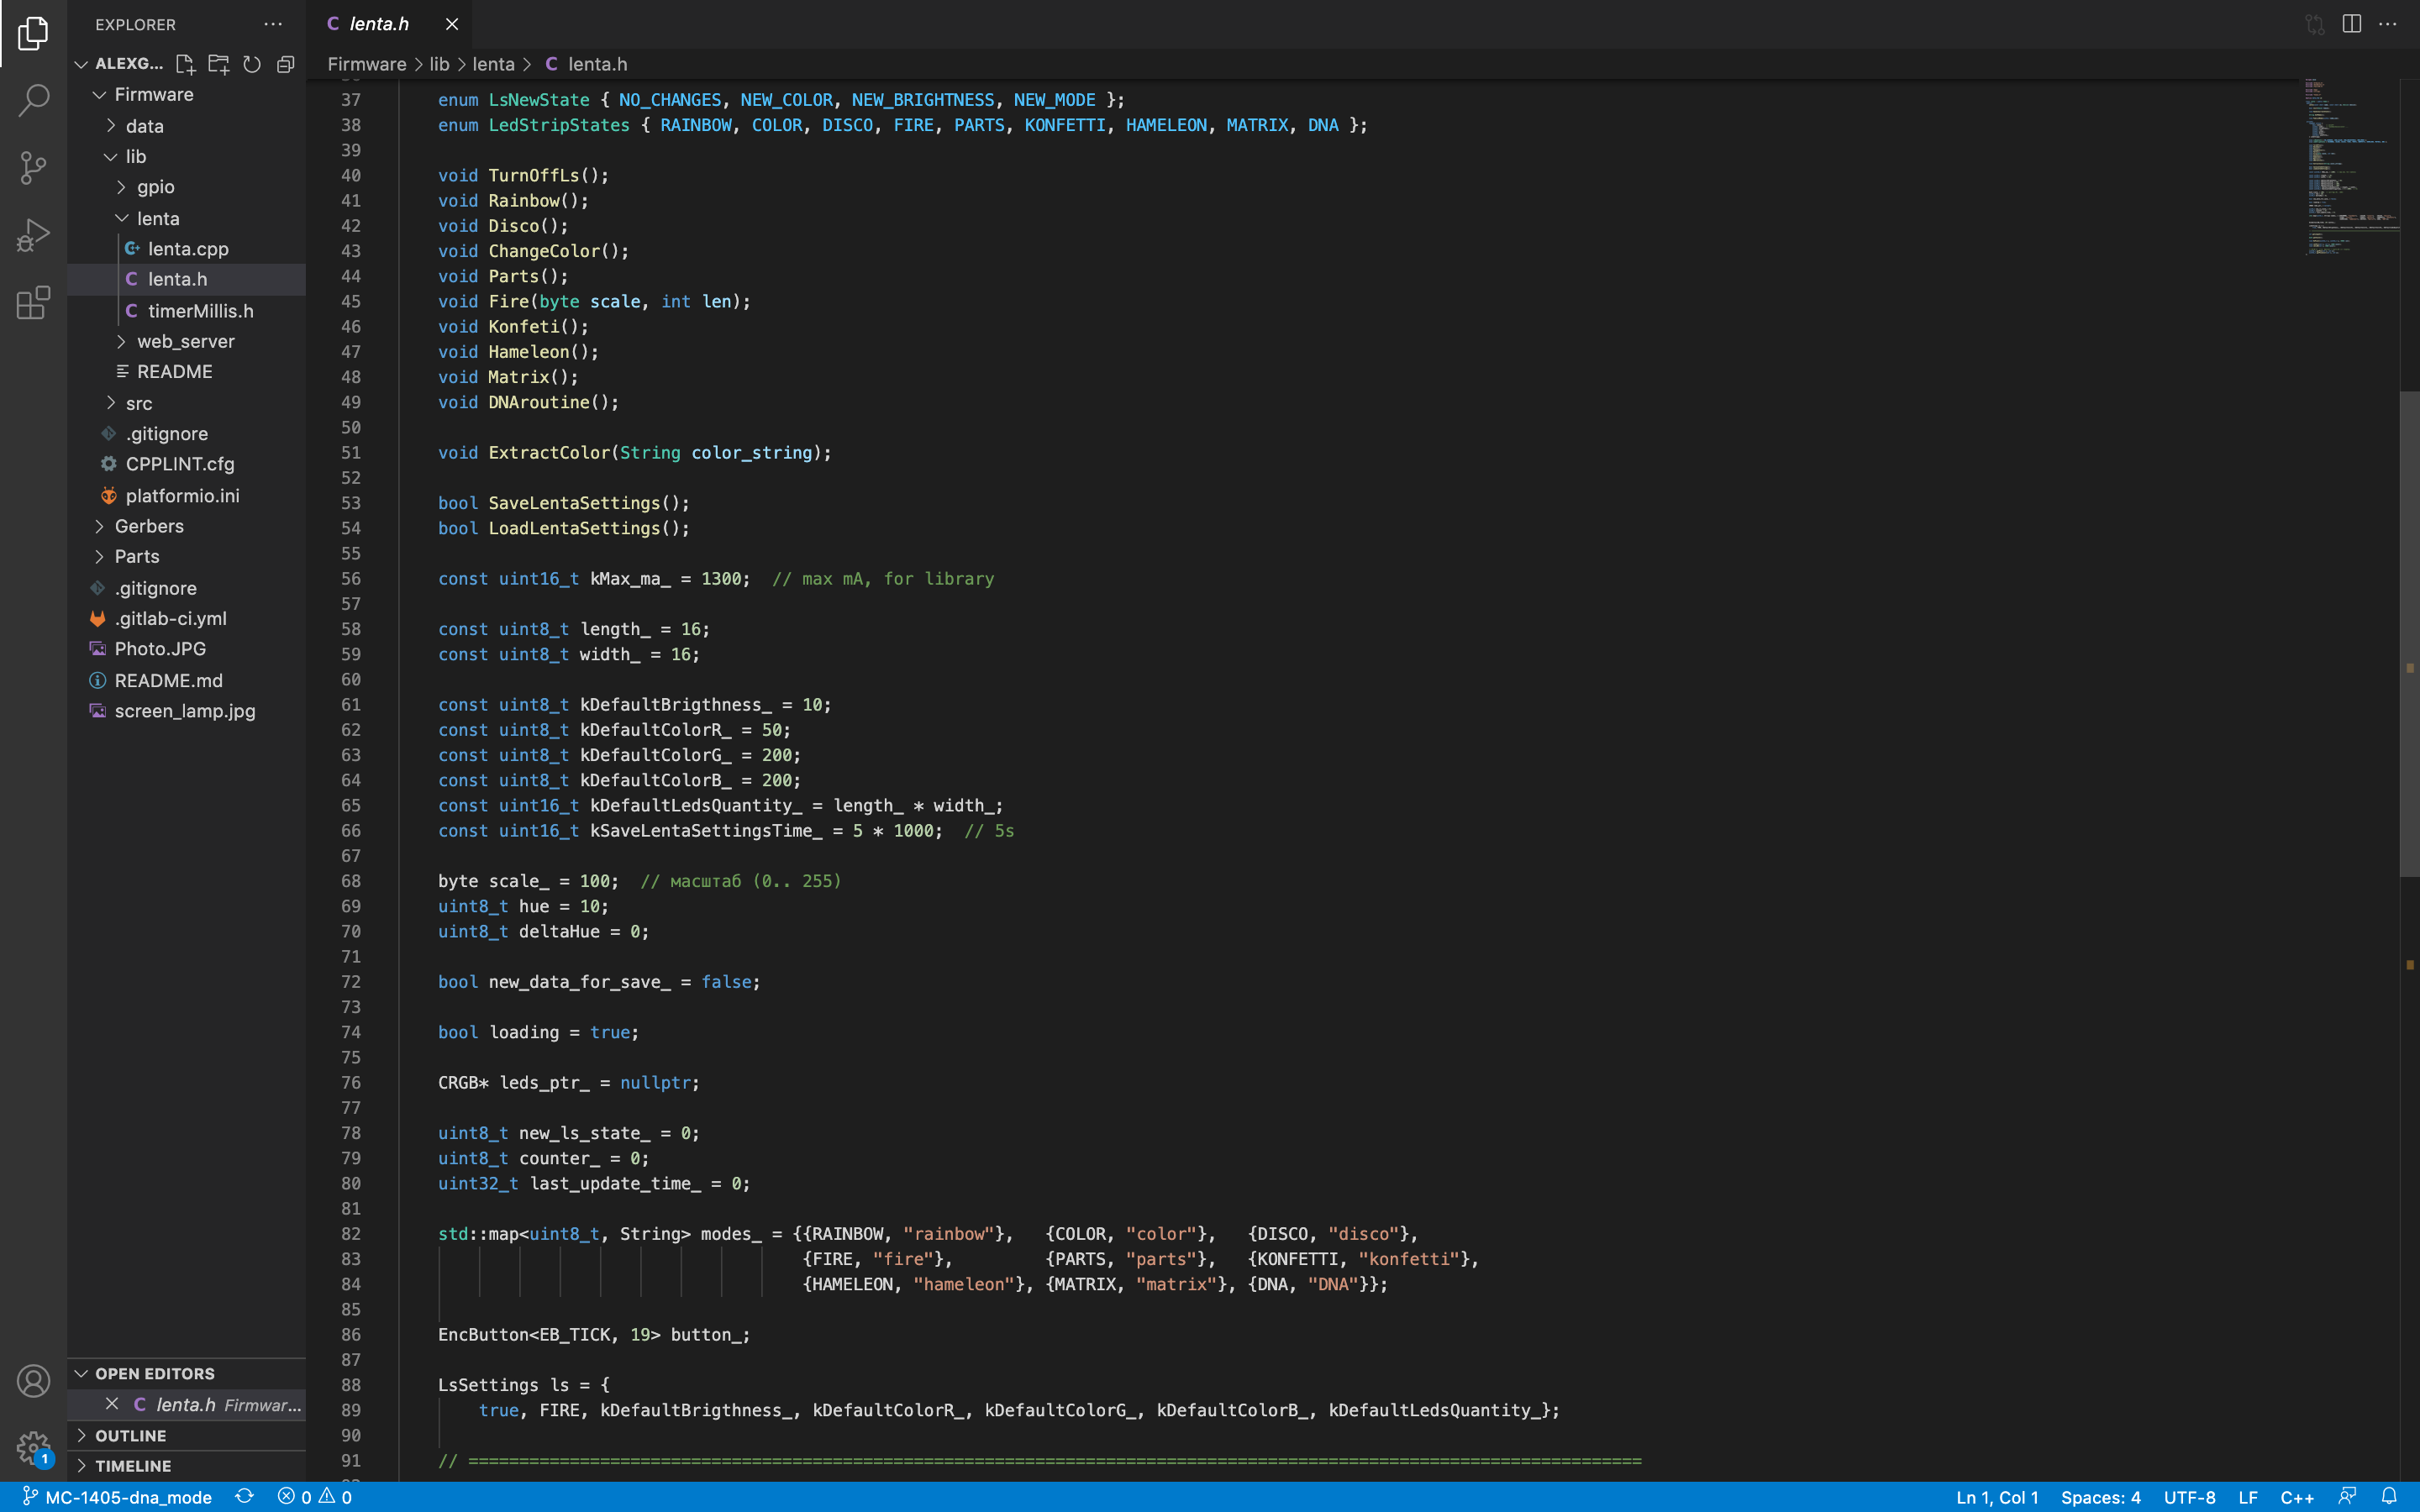 EXPLORER
ALEXG...
Firmware
data
lib
gpio
lenta
lenta.cpp
lenta.h
timerMillis.h
web_server
README
src
.gitignore
CPPLINT.cfg
platformio.ini
Gerbers
Parts
.gitignore
.gitlab-ci.yml
Photo.JPG
README.md
screen_lamp.jpg
OPEN EDITORS
lenta.h Firmwar...
OUTLINE
TIMELINE
1
C lenta.h
Firmware > lib > lenta > C lenta.h
37 enum LsNewState { NO_CHANGES, NEW_COLOR, NEW_BRIGHTNESS, NEW_MODE };
38 enum LedStripStates { RAINBOW, COLOR, DISCO, FIRE, PARTS, KONFETTI, HAMELEON, MATRIX, DNA };
39
40 void TurnOffLs();
41 void Rainbow();
42 void Disco();
43 void ChangeColor();
44 void Parts();
45 void Fire(byte scale, int len);
46 void Konfeti();
47 void Hameleon();
48 void Matrix();
49 void DNAroutine();
50
51 void ExtractColor(String color_string);
52
53 bool SaveLentaSettings();
54 bool LoadLentaSettings();
55
56 const uint16_t kMax_ma_ = 1300;  // max mA, for library
57
58 const uint8_t length_ = 16;
59 const uint8_t width_ = 16;
60
61 const uint8_t kDefaultBrigthness_ = 10;
62 const uint8_t kDefaultColorR_ = 50;
63 const uint8_t kDefaultColorG_ = 200;
64 const uint8_t kDefaultColorB_ = 200;
65 const uint16_t kDefaultLedsQuantity_ = length_ * width_;
66 const uint16_t kSaveLentaSettingsTime_ = 5 * 1000;  // 5s
67
68 byte scale_ = 100;  // масштаб (0.. 255)
69 uint8_t hue = 10;
70 uint8_t deltaHue = 0;
71
72 bool new_data_for_save_ = false;
73
74 bool loading = true;
75
76 CRGB* leds_ptr_ = nullptr;
77
78 uint8_t new_ls_state_ = 0;
79 uint8_t counter_ = 0;
80 uint32_t last_update_time_ = 0;
81
82 std::map<uint8_t, String> modes_ = {{RAINBOW, "rainbow"},   {COLOR, "color"},   {DISCO, "disco"},
83 {FIRE, "fire"},         {PARTS, "parts"},   {KONFETTI, "konfetti"},
84 {HAMELEON, "hameleon"}, {MATRIX, "matrix"}, {DNA, "DNA"}};
85
86 EncButton<EB_TICK, 19> button_;
87
88 LsSettings ls = {
89 true, FIRE, kDefaultBrigthness_, kDefaultColorR_, kDefaultColorG_, kDefaultColorB_, kDefaultLedsQuantity_};
90
91 // ====================================================================================================================
MC-1405-dna_mode 0 0 Ln 1, Col 1 Spaces: 4 UTF-8 LF C++